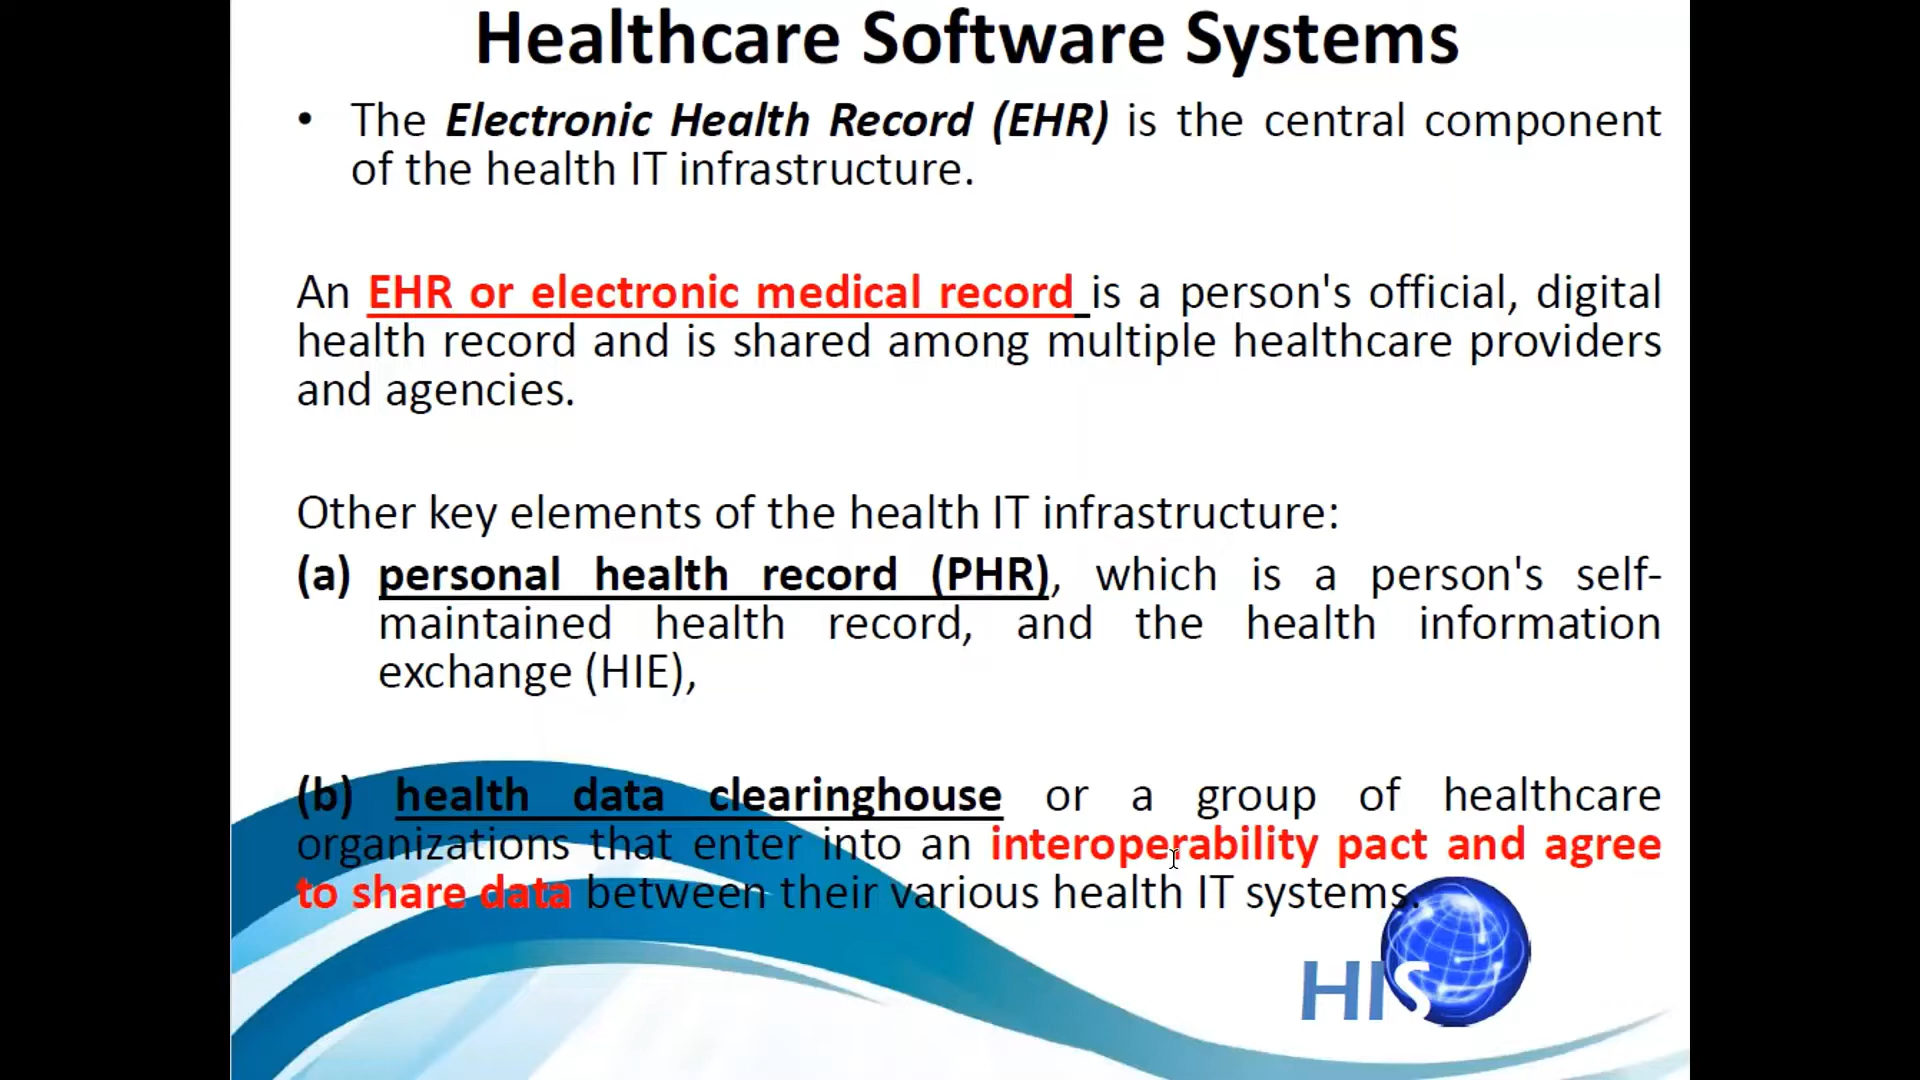 Healthcare Software Systems
• The Electronic Health Record (EHR) is the central component
of the health IT infrastructure.
An EHR or electronic medical record is a person's official, digital
health record and is shared among multiple healthcare providers
and agencies.
Other key elements of the health IT infrastructure:
(a) personal health record (PHR), which is a person's self-
maintained health record, and the health information
exchange (HIE),
(b) health data clearinghouse or a group of healthcare
organizations that enter into an interoperability pact and agree
to share data between their various health IT systems.
HIS